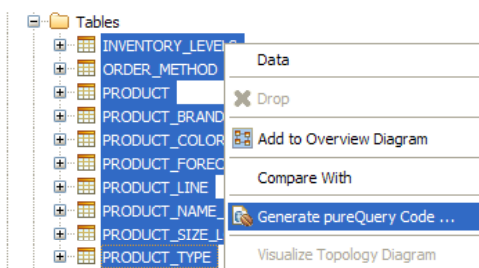 Tables
INVENTORY_LEVELS
ORDER_METHOD
PRODUCT
PRODUCT_BRAND
PRODUCT_COLOR
PRODUCT_FOREC
PRODUCT_LINE
PRODUCT_NAME_
PRODUCT_SIZE_L
PRODUCT_TYPE
Data
Drop
Add to Overview Diagram
Compare With
Generate pureQuery Code ...
Visualize Topology Diagram